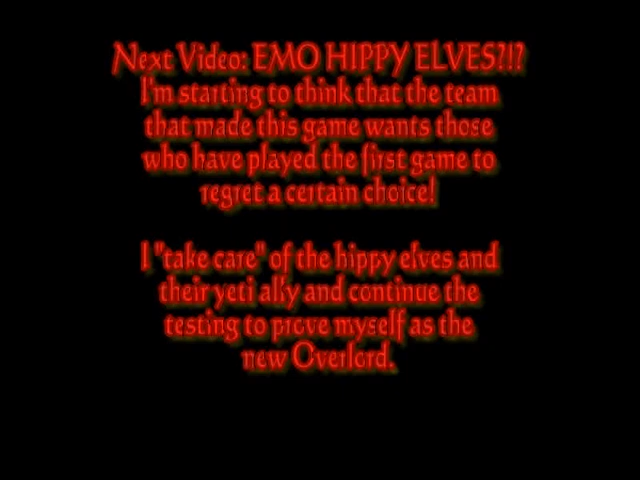 Next Video: EMO HIPPY ELVES?!?
I'm starting to think that the team
that made this game wants those
who have played the first game to
regret a certain choice!
I "take care" of the hippy elves and
their yeti ally and continue the
testing to prove myself as the
new Overlord.